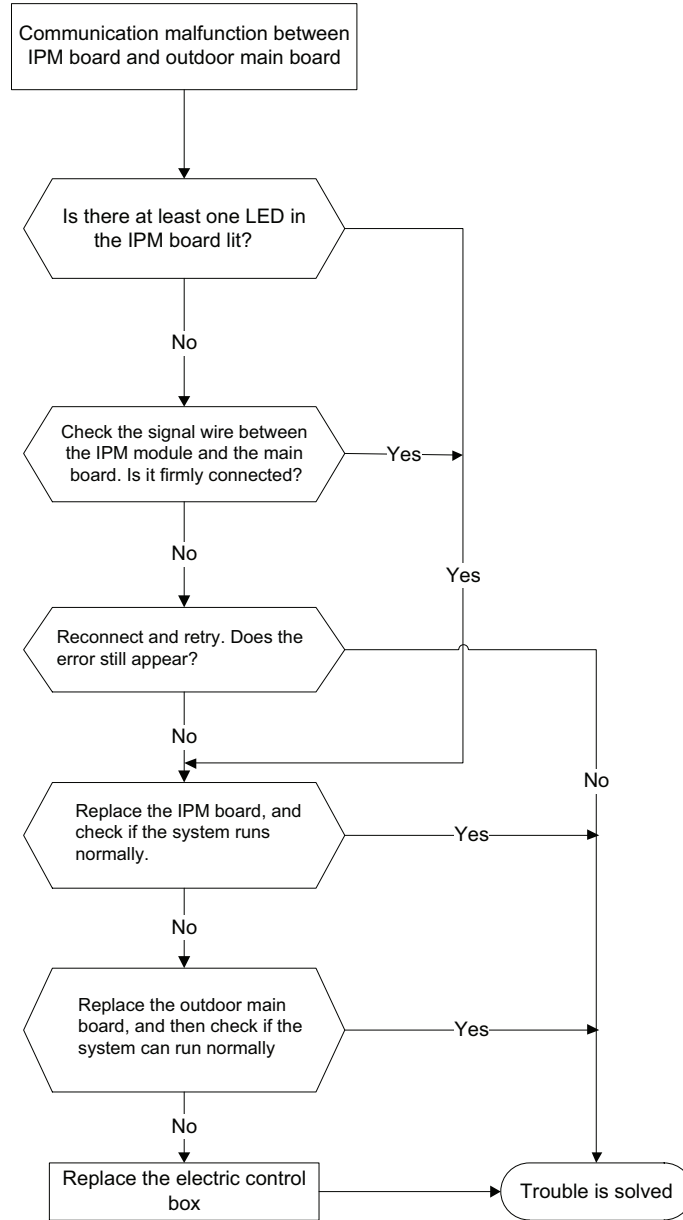 Communication malfunction between
IPM board and outdoor main board
Is there at least one LED in
the IPM board lit?
No
Check the signal wire between
the IPM module and the main
board. Is it firmly connected?
Yes
No
Yes
Reconnect and retry. Does the
error still appear?
No
No
Replace the IPM board, and
check if the system runs
normally.
Yes
No
Replace the outdoor main
board, and then check if the
system can run normally
Yes
No
Replace the electric control
box
Trouble is solved